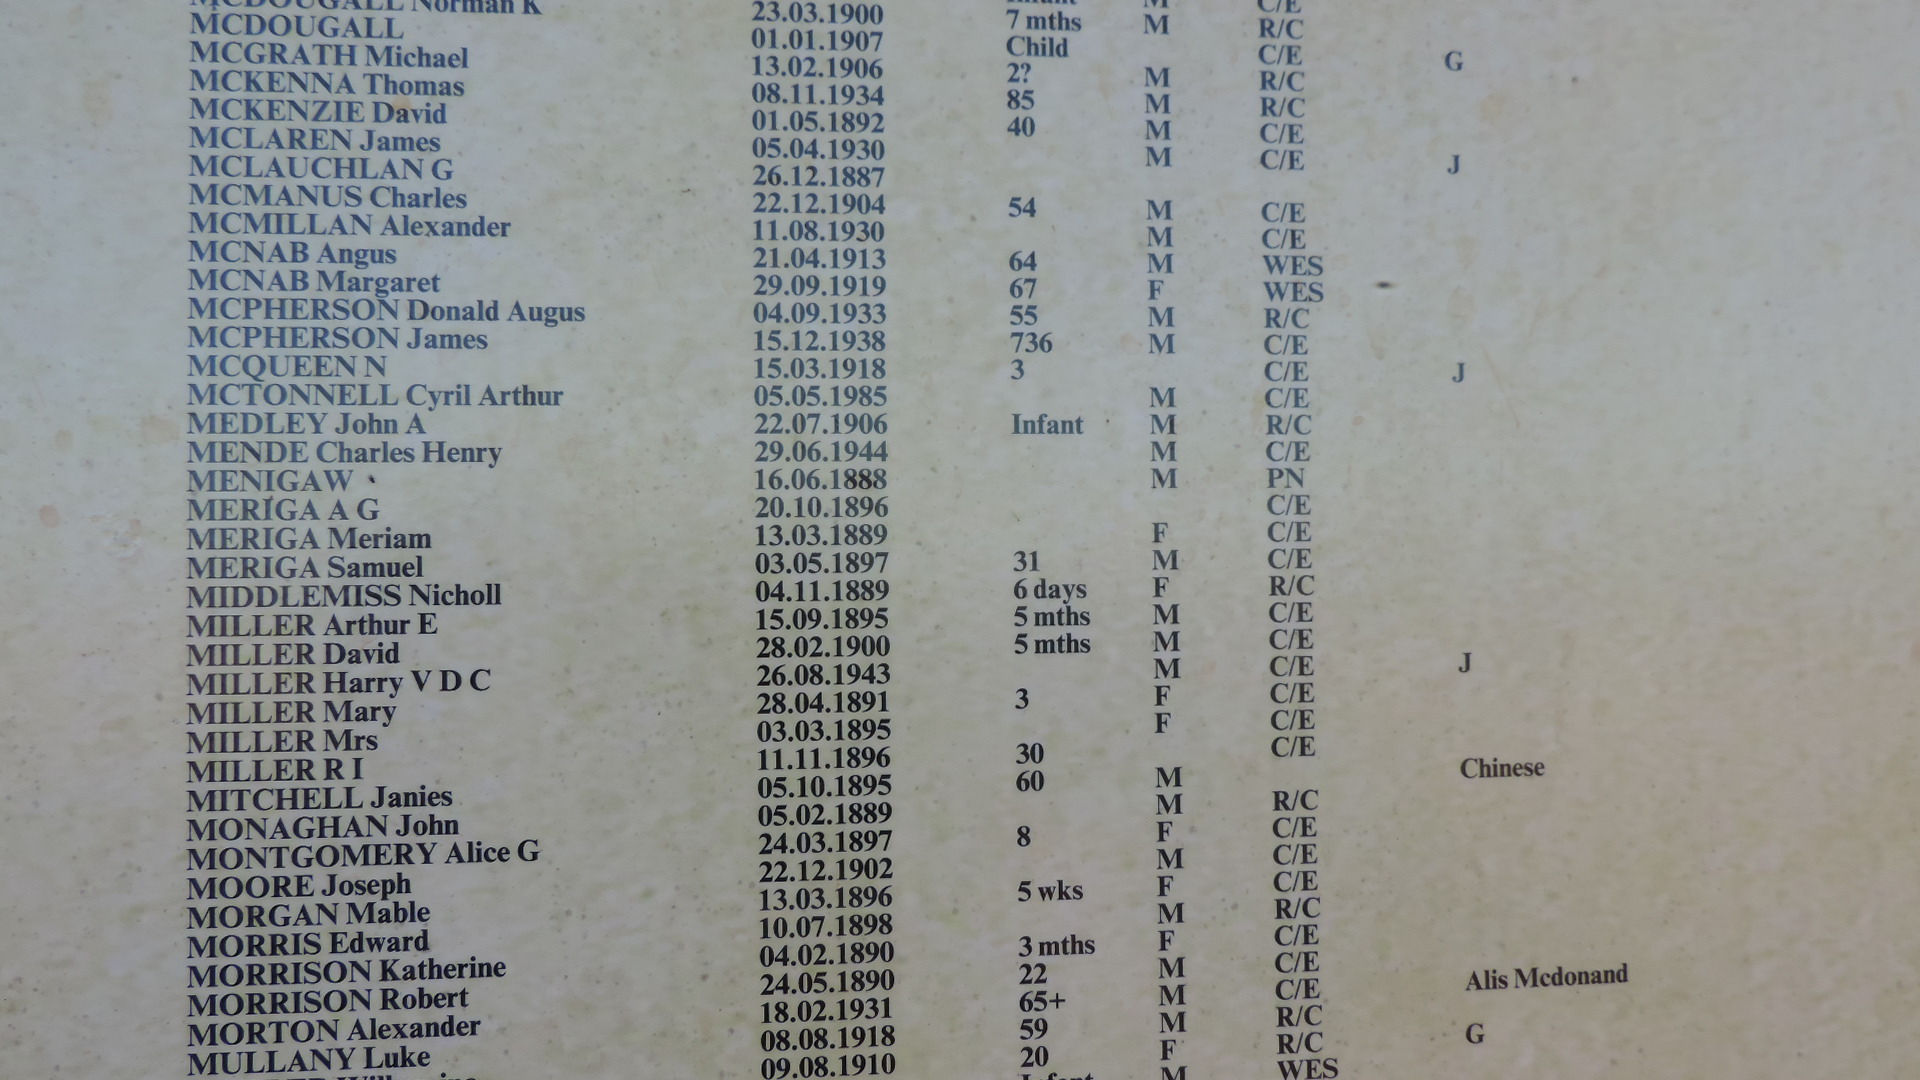 MCDOUGALL Norman K 23.03.1900 7 mths M R/C
MCDOUGALL 01.01.1907 Child C/E G
MCGRATH Michael 13.02.1906 2? M R/C
MCKENNA Thomas 08.11.1934 85 M R/C
MCKENZIE David 01.05.1892 40 M C/E
MCLAREN James 05.04.1930 M C/E J
MCLAUCHLAN G 26.12.1887
MCMANUS Charles 22.12.1904 54 M C/E
MCMILLAN Alexander 11.08.1930 M C/E
MCNAB Angus 21.04.1913 64 M WES
MCNAB Margaret 29.09.1919 67 F WES
MCPHERSON Donald Augus 04.09.1933 55 M R/C
MCPHERSON James 15.12.1938 736 M C/E
MCQUEEN N 15.03.1918 3 C/E J
MCTONNELL Cyril Arthur 05.05.1985 M C/E
MEDLEY John A 22.07.1906 Infant M R/C
MENDE Charles Henry 29.06.1944 M C/E
MENIGAW 16.06.1888 M PN
MERIGA A G 20.10.1896 C/E
MERIGA Meriam 13.03.1889 F C/E
MERIGA Samuel 03.05.1897 31 M C/E
MIDDLEMISS Nicholl 04.11.1889 6 days F R/C
MILLER Arthur E 15.09.1895 5 mths M C/E
MILLER David 28.02.1900 5 mths M C/E
MILLER Harry V D C 26.08.1943 M C/E J
MILLER Mary 28.04.1891 3 F C/E
MILLER Mrs 03.03.1895 F C/E
MILLER R I 11.11.1896 30 C/E
MITCHELL Janies 05.10.1895 60 M Chinese
MONAGHAN John 05.02.1889 M R/C
MONTGOMERY Alice G 24.03.1897 8 F C/E
MOORE Joseph 22.12.1902 M C/E
MORGAN Mable 13.03.1896 5 wks F C/E
MORRIS Edward 10.07.1898 M R/C
MORRISON Katherine 04.02.1890 3 mths F C/E
MORRISON Robert 24.05.1890 22 M C/E
MORTON Alexander 18.02.1931 65+ M C/E Alis Mcdonand
MULLANY Luke 08.08.1918 59 M R/C
09.08.1910 20 F R/C G
Infant M WES